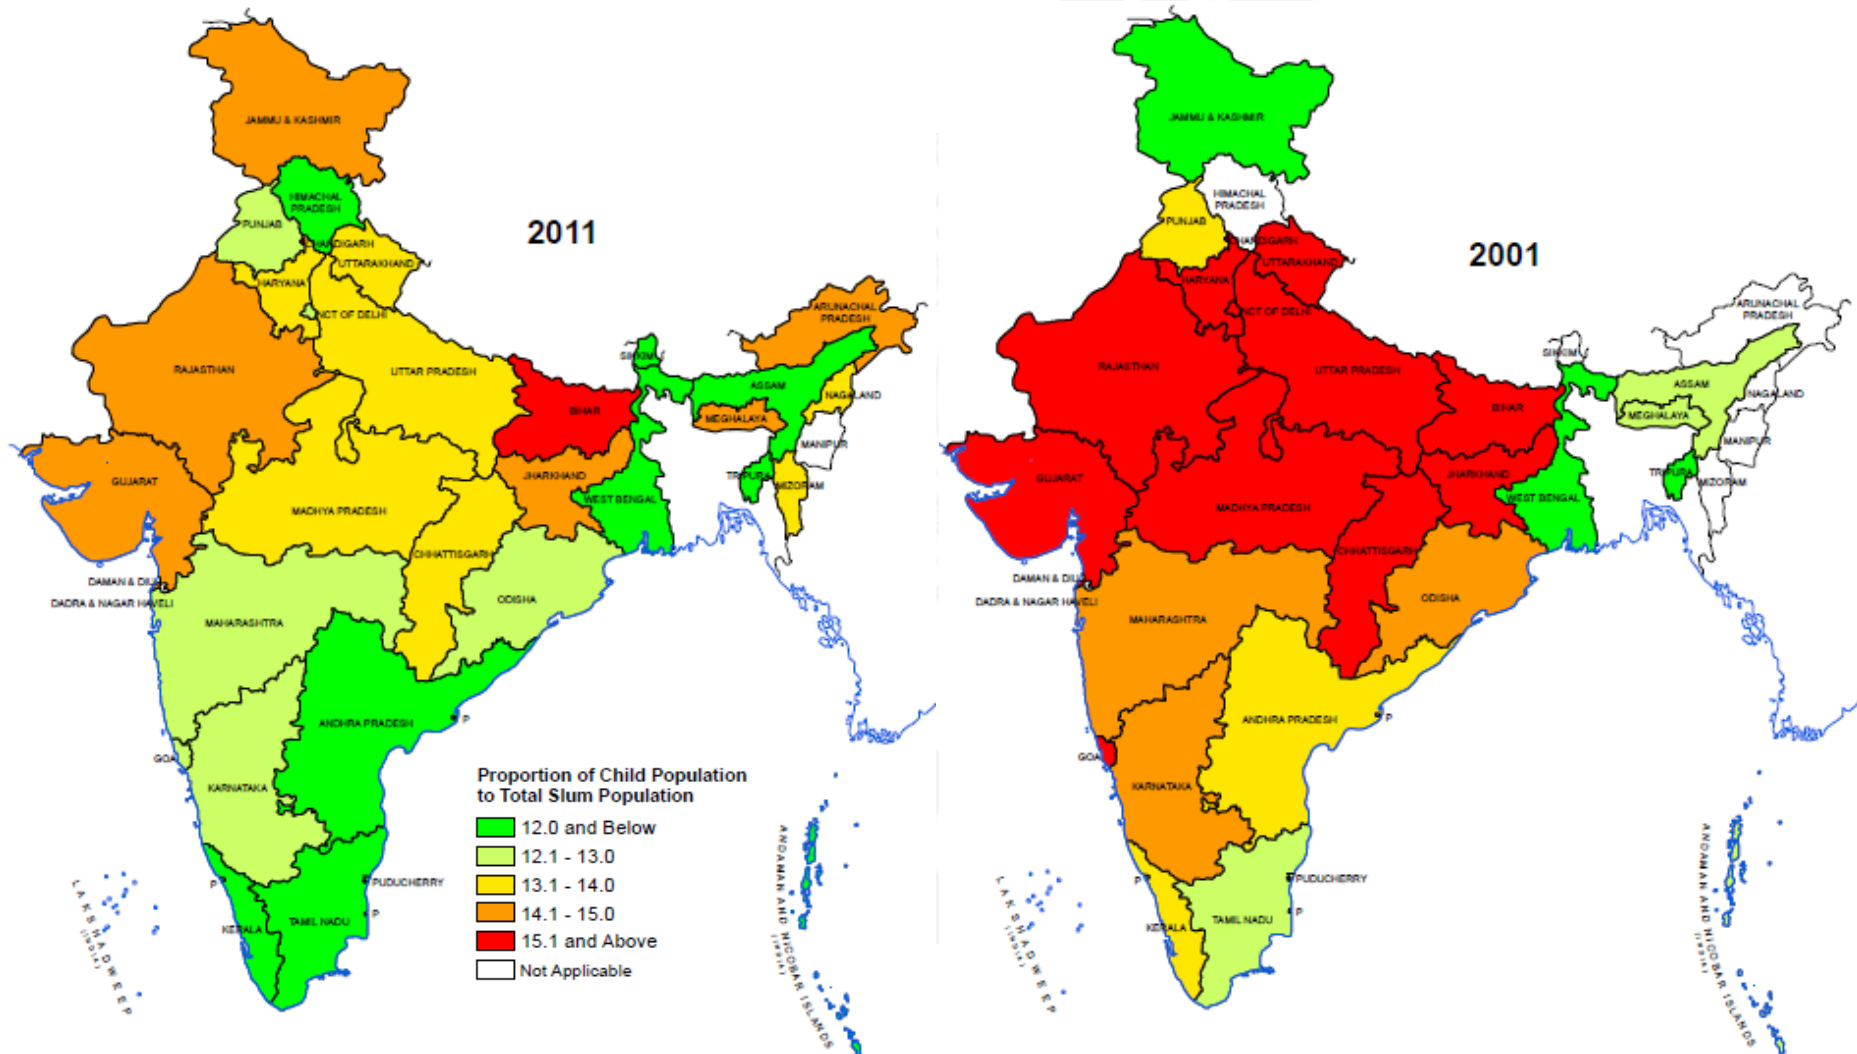 JAMMU & KASHMIR
HIMACHAL
PRADESH
PUNJAB
2011
CHANDIGARH
UTTARAKHAND
HARYANA
NCT OF DELHI
ARUNACHAL
PRADESH
SIKKIM
RAJASTHAN
UTTAR PRADESH
ASSAM
NAGALAND
BIHAR
MEGHALAYA
MANIPUR
GUJARAT
JHARKHAND
TRIPURA
MIZORAM
WEST BENGAL
MADHYA PRADESH
CHHATTISGARH
DAMAN & DIU
DADRA & NAGAR HAVELI
ODISHA
MAHARASHTRA
ANDHRA PRADESH
P
GOA
KARNATAKA
P
PUDUCHERRY
P
TAMIL NADU
KERALA
LAKSHADWEEP
(INDIA)
ANDAMAN AND NICOBAR ISLANDS
(INDIA)
Proportion of Child Population
to Total Slum Population
12.0 and Below
12.1 - 13.0
13.1 - 14.0
14.1 - 15.0
15.1 and Above
Not Applicable
JAMMU & KASHMIR
HIMACHAL
PRADESH
PUNJAB
2001
CHANDIGARH
UTTARAKHAND
HARYANA
NCT OF DELHI
ARUNACHAL
PRADESH
SIKKIM
RAJASTHAN
UTTAR PRADESH
ASSAM
NAGALAND
BIHAR
MEGHALAYA
MANIPUR
GUJARAT
JHARKHAND
TRIPURA
MIZORAM
WEST BENGAL
MADHYA PRADESH
CHHATTISGARH
DAMAN & DIU
DADRA & NAGAR HAVELI
ODISHA
MAHARASHTRA
ANDHRA PRADESH
P
GOA
KARNATAKA
P
PUDUCHERRY
P
TAMIL NADU
KERALA
LAKSHADWEEP
(INDIA)
ANDAMAN AND NICOBAR ISLANDS
(INDIA)